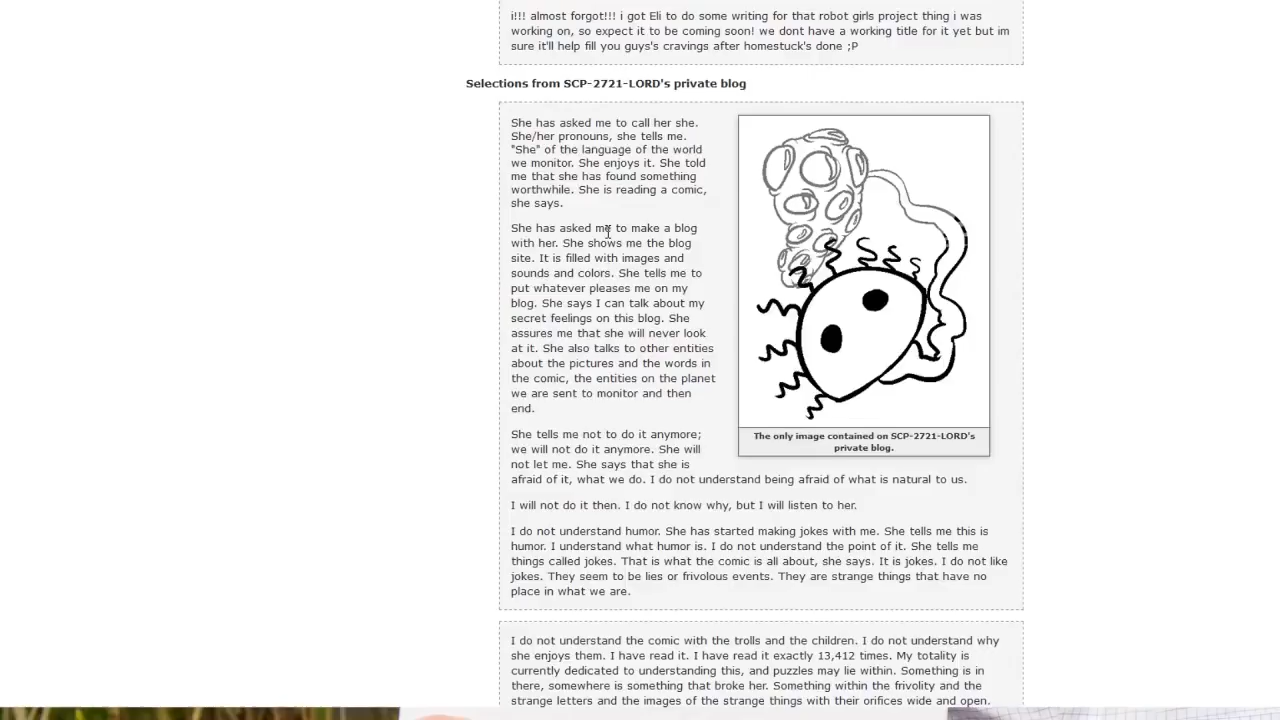 i!!! almost forgot!!! i got Eli to do some writing for that robot girls project thing i was
working on, so expect it to be coming soon! we dont have a working title for it yet but im
sure it'll help fill you guys's cravings after homestuck's done ;P
Selections from SCP-2721-LORD's private blog
She has asked me to call her she.
She/her pronouns, she tells me.
"She" of the language of the world
we monitor. She enjoys it. She told
me that she has found something
worthwhile. She is reading a comic,
she says.
She has asked me to make a blog
with her. She shows me the blog
site. It is filled with images and
sounds and colors. She tells me to
put whatever pleases me on my
blog. She says I can talk about my
secret feelings on this blog. She
assures me that she will never look
at it. She also talks to other entities
about the pictures and the words in
the comic, the entities on the planet
we are sent to monitor and then
end.
The only image contained on SCP-2721-LORD's
private blog.
She tells me not to do it anymore;
we will not do it anymore. She will
not let me. She says that she is
afraid of it, what we do. I do not understand being afraid of what is natural to us.
I will not do it then. I do not know why, but I will listen to her.
I do not understand humor. She has started making jokes with me. She tells me this is
humor. I understand what humor is. I do not understand the point of it. She tells me
things called jokes. That is what the comic is all about, she says. It is jokes. I do not like
jokes. They seem to be lies or frivolous events. They are strange things that have no
place in what we are.
I do not understand the comic with the trolls and the children. I do not understand why
she enjoys them. I have read it. I have read it exactly 13,412 times. My totality is
currently dedicated to understanding this, and puzzles may lie within. Something is in
there, somewhere is something that broke her. Something within the frivolity and the
strange letters and the images of the strange things with their orifices wide and open.